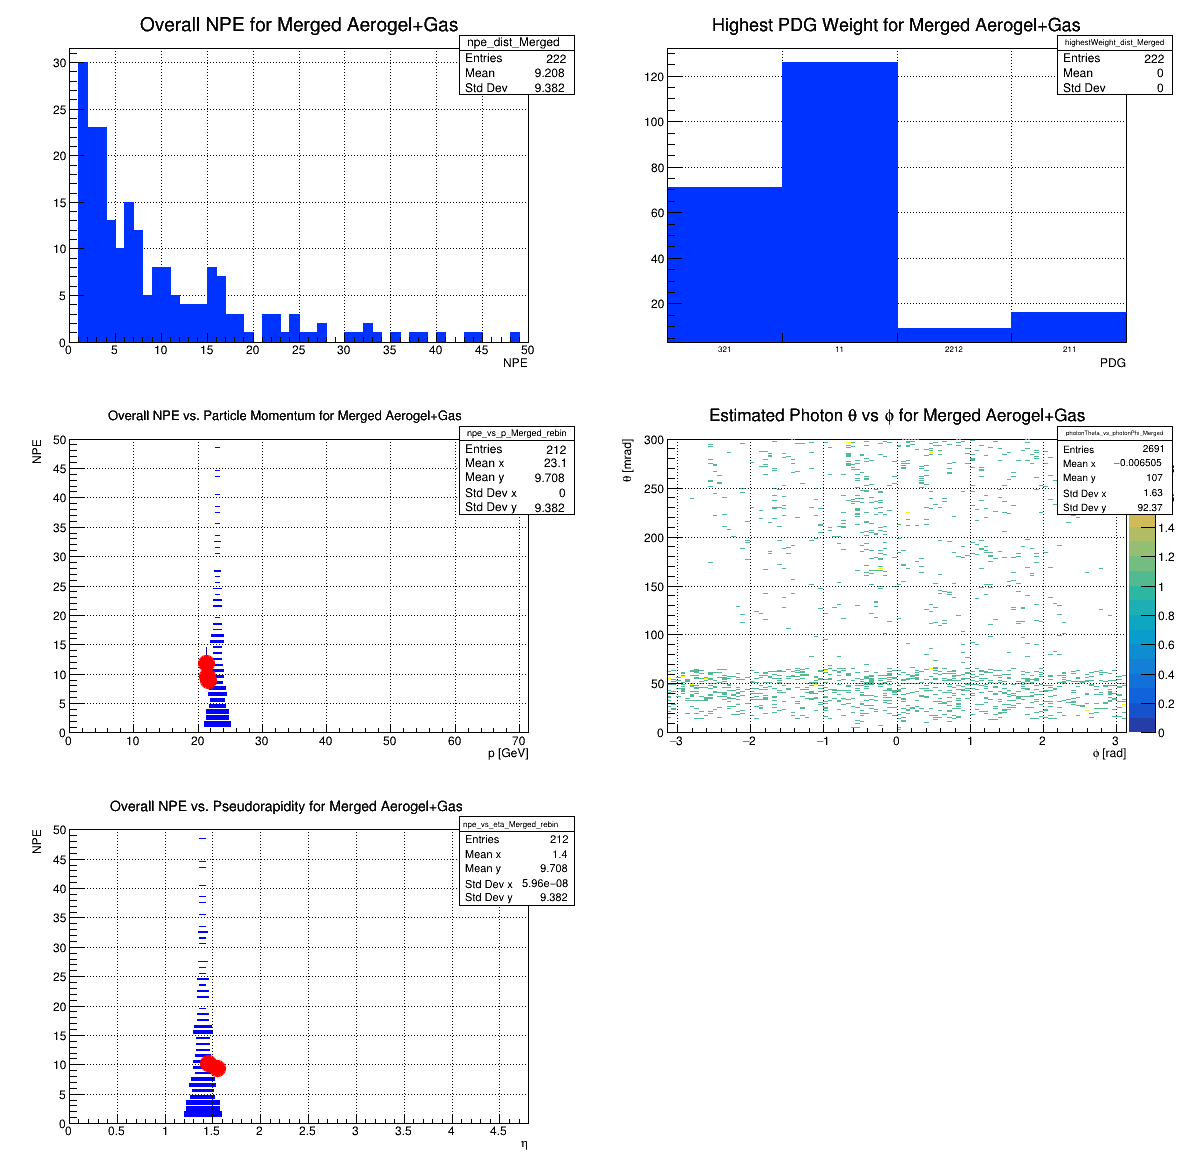 Overall NPE for Merged Aerogel+Gas
npe_dist_Merged
Entries 222
Mean 9.208
Std Dev 9.382
30
25
20
15
10
5
0
0 5 10 15 20 25 30 35 40 45 50
NPE
Highest PDG Weight for Merged Aerogel+Gas
highestWeight_dist_Merged
Entries 222
Mean 0
Std Dev 0
120
100
80
60
40
20
321 11 2212 211
PDG
Overall NPE vs. Particle Momentum for Merged Aerogel+Gas
npe_vs_p_Merged_rebin
Entries 212
Mean x 23.1
Mean y 9.708
Std Dev x 0
Std Dev y 9.382
NPE
50
45
40
35
30
25
20
15
10
5
0
0 10 20 30 40 50 60 70
p [GeV]
Estimated Photon θ vs ϕ for Merged Aerogel+Gas
photonTheta_vs_photonPhi_Merged
Entries 2691
Mean x −0.006505
Mean y 107
Std Dev x 1.63
Std Dev y 92.37
θ [mrad]
300
250
200
150
100
50
0
−3 −2 −1 0 1 2 3
ϕ [rad]
1.4
1.2
1
0.8
0.6
0.4
0.2
0
Overall NPE vs. Pseudorapidity for Merged Aerogel+Gas
npe_vs_eta_Merged_rebin
Entries 212
Mean x 1.4
Mean y 9.708
Std Dev x 5.96e−08
Std Dev y 9.382
NPE
50
45
40
35
30
25
20
15
10
5
0
0 0.5 1 1.5 2 2.5 3 3.5 4 4.5
η